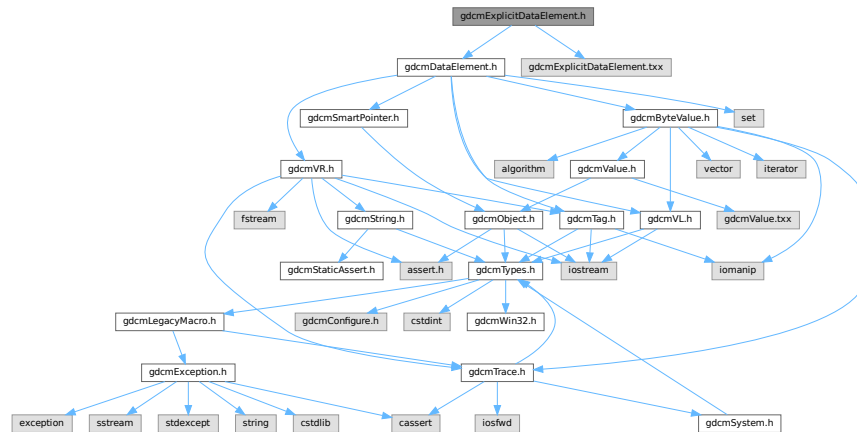 gdcmExplicitDataElement.h
gdcmDataElement.h
gdcmExplicitDataElement.txx
gdcmSmartPointer.h
gdcmByteValue.h
set
gdcmVR.h
algorithm
gdcmValue.h
vector
iterator
fstream
gdcmString.h
gdcmObject.h
gdcmTag.h
gdcmVL.h
gdcmValue.txx
gdcmStaticAssert.h
assert.h
gdcmTypes.h
iostream
iomanip
gdcmLegacyMacro.h
gdcmConfigure.h
cstdint
gdcmWin32.h
gdcmException.h
gdcmTrace.h
exception
sstream
stdexcept
string
cstdlib
cassert
iosfwd
gdcmSystem.h